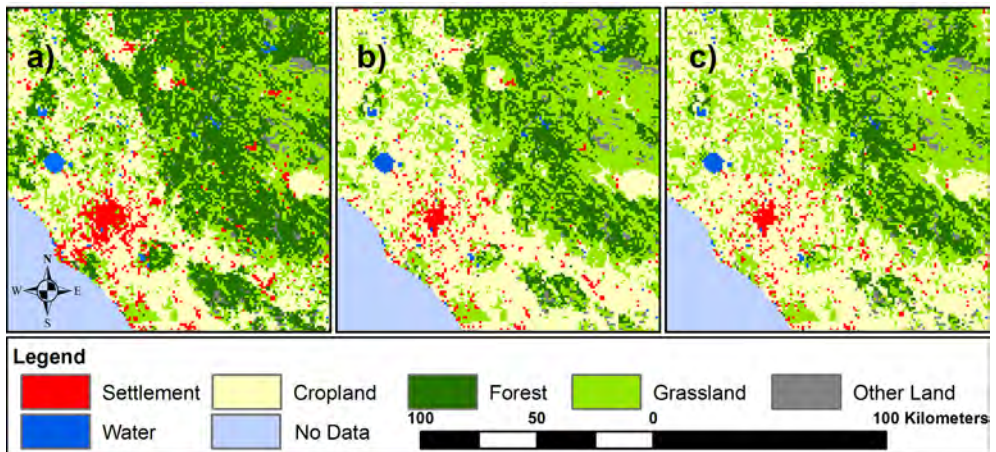 a) b) c)
N
W E
S
Legend
Settlement Cropland Forest Grassland Other Land
100 50 0 100 Kilometers
Water No Data